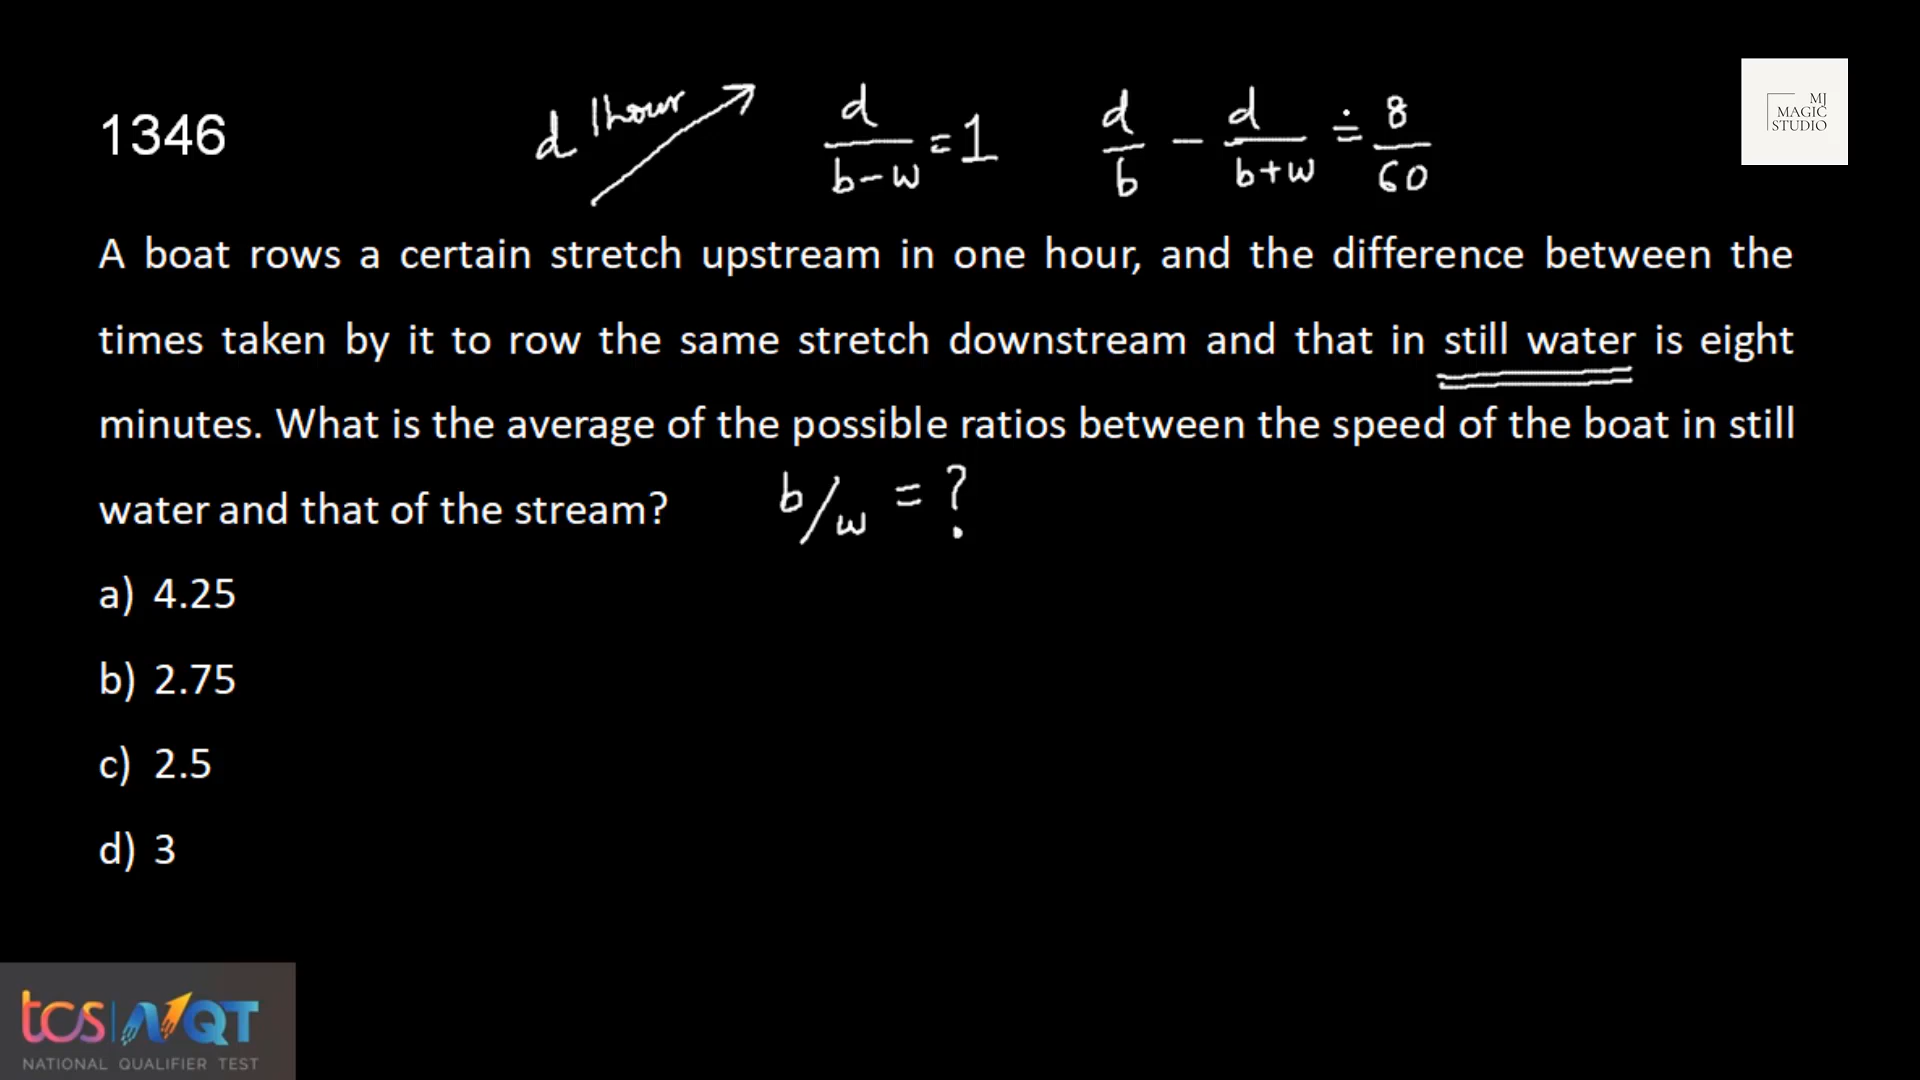 1346
d 1hour
d/(b-w) = 1
d/b - d/(b+w) ≐ 8/60
MJ
MAGIC
STUDIO
A boat rows a certain stretch upstream in one hour, and the difference between the
times taken by it to row the same stretch downstream and that in still water is eight
minutes. What is the average of the possible ratios between the speed of the boat in still
water and that of the stream?
b/w = ?
a) 4.25
b) 2.75
c) 2.5
d) 3
tcs NQT
NATIONAL QUALIFIER TEST